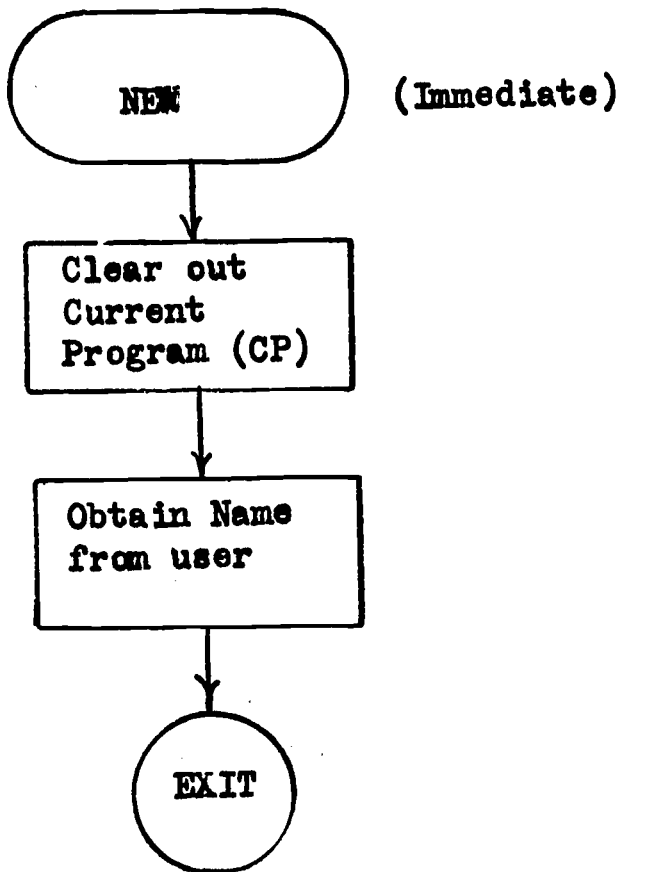 NEW (Immediate)
Clear out
Current
Program (CP)
Obtain Name
from user
EXIT